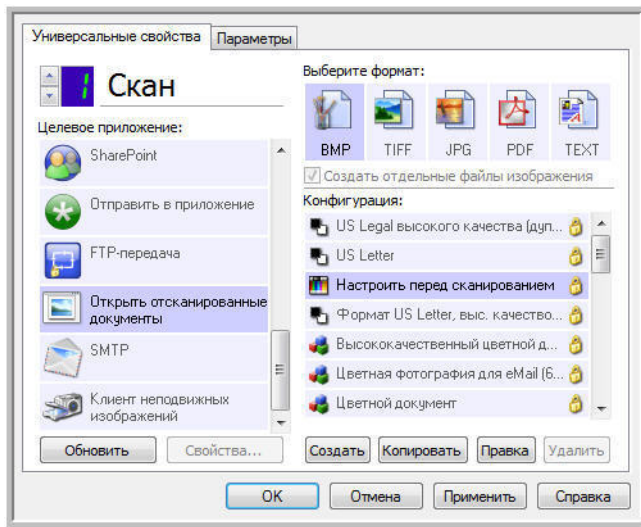 Универсальные свойства
Параметры
1
Скан
Целевое приложение:
SharePoint
Отправить в приложение
FTP-передача
Открыть отсканированные
документы
SMTP
Клиент неподвижных
изображений
Обновить
Свойства...
Выберите формат:
BMP TIFF JPG PDF TEXT
Создать отдельные файлы изображения
Конфигурация:
US Legal высокого качества (дуп...
US Letter
Настроить перед сканированием
Формат US Letter, выс. качество...
Высококачественный цветной д...
Цветная фотография для eMail (6...
Цветной документ
Создать Копировать Правка Удалить
OK Отмена Применить Справка